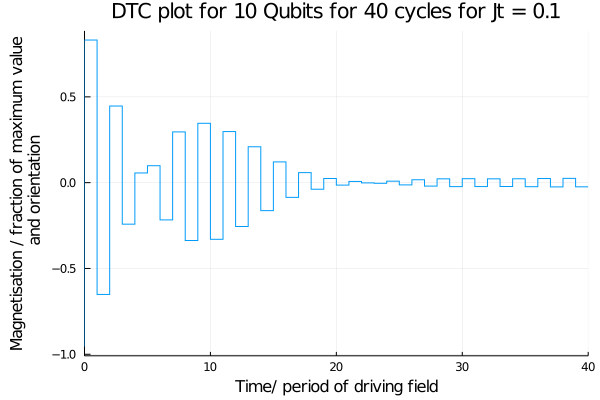 DTC plot for 10 Qubits for 40 cycles for Jt = 0.1
Magnetisation / fraction of maximum value
and orientation
0.5
0.0
−0.5
−1.0
0
10
20
30
40
Time/ period of driving field